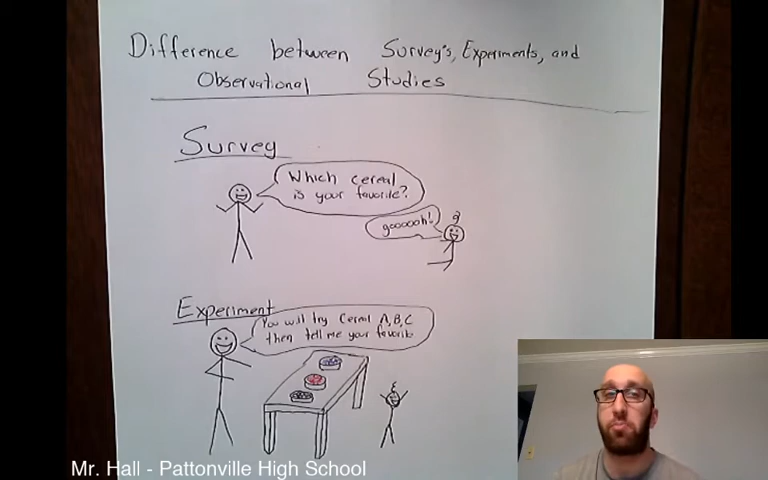 Difference between Survey's, Experiments, and
Observational Studies
Survey
Which cereal
is your favorite?
goooooh!
Experiment
You will try Cereal A, B, C
then tell me your favorite
Mr. Hall - Pattonville High School